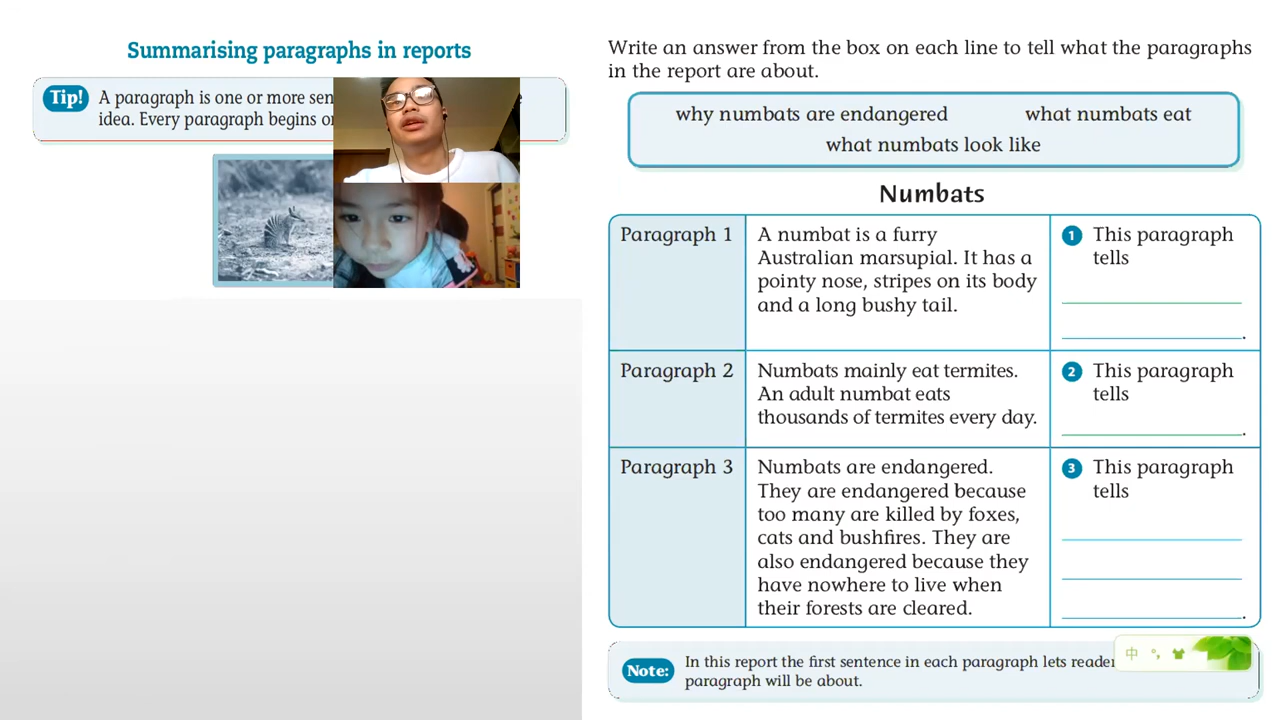 Summarising paragraphs in reports
Tip!
A paragraph is one or more sen
idea. Every paragraph begins
Write an answer from the box on each line to tell what the paragraphs
in the report are about.
why numbats are endangered
what numbats eat
what numbats look like
Numbats
Paragraph 1
A numbat is a furry
Australian marsupial. It has a
pointy nose, stripes on its body
and a long bushy tail.
1 This paragraph
tells
.
Paragraph 2
Numbats mainly eat termites.
An adult numbat eats
thousands of termites every day.
2 This paragraph
tells
.
Paragraph 3
Numbats are endangered.
They are endangered because
too many are killed by foxes,
cats and bushfires. They are
also endangered because they
have nowhere to live when
their forests are cleared.
3 This paragraph
tells
.
Note:
In this report the first sentence in each paragraph lets reader
paragraph will be about.
中 °,